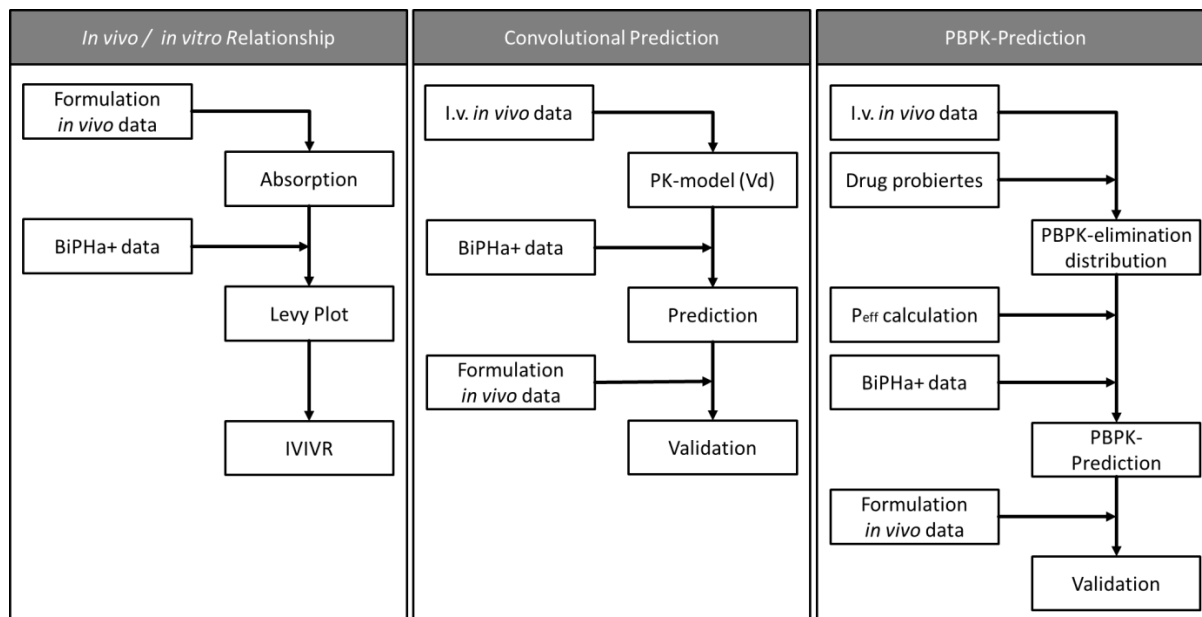 In vivo / in vitro Relationship
Formulation
in vivo data
Absorption
BiPHa+ data
Levy Plot
IVIVR
Convolutional Prediction
I.v. in vivo data
PK-model (Vd)
BiPHa+ data
Prediction
Formulation
in vivo data
Validation
PBPK-Prediction
I.v. in vivo data
Drug probiertes
PBPK-elimination
distribution
Peff calculation
BiPHa+ data
PBPK-
Prediction
Formulation
in vivo data
Validation